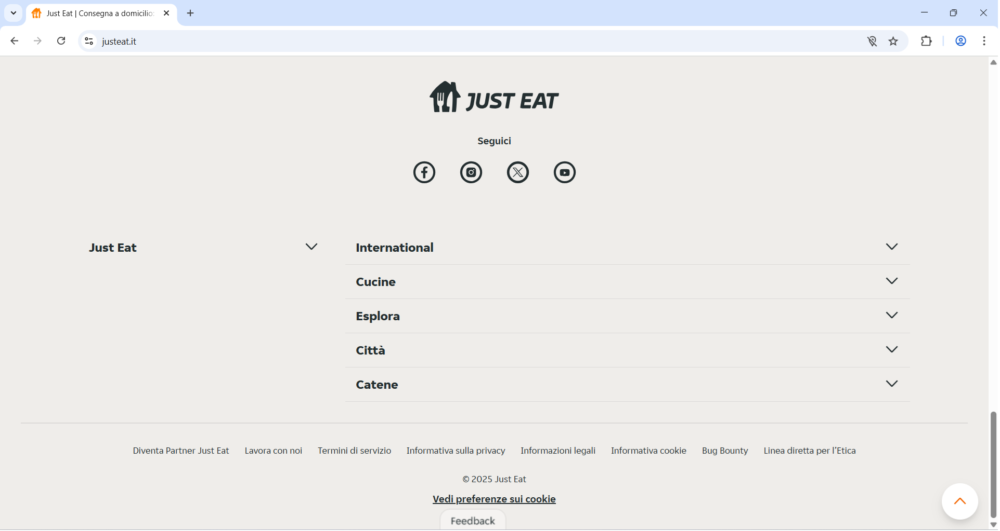 Just Eat | Consegna a domicilio:
justeat.it
JUST EAT
Seguici
Just Eat
International
Cucine
Esplora
Città
Catene
Diventa Partner Just Eat Lavora con noi Termini di servizio Informativa sulla privacy Informazioni legali Informativa cookie Bug Bounty Linea diretta per l'Etica
© 2025 Just Eat
Vedi preferenze sui cookie
Feedback